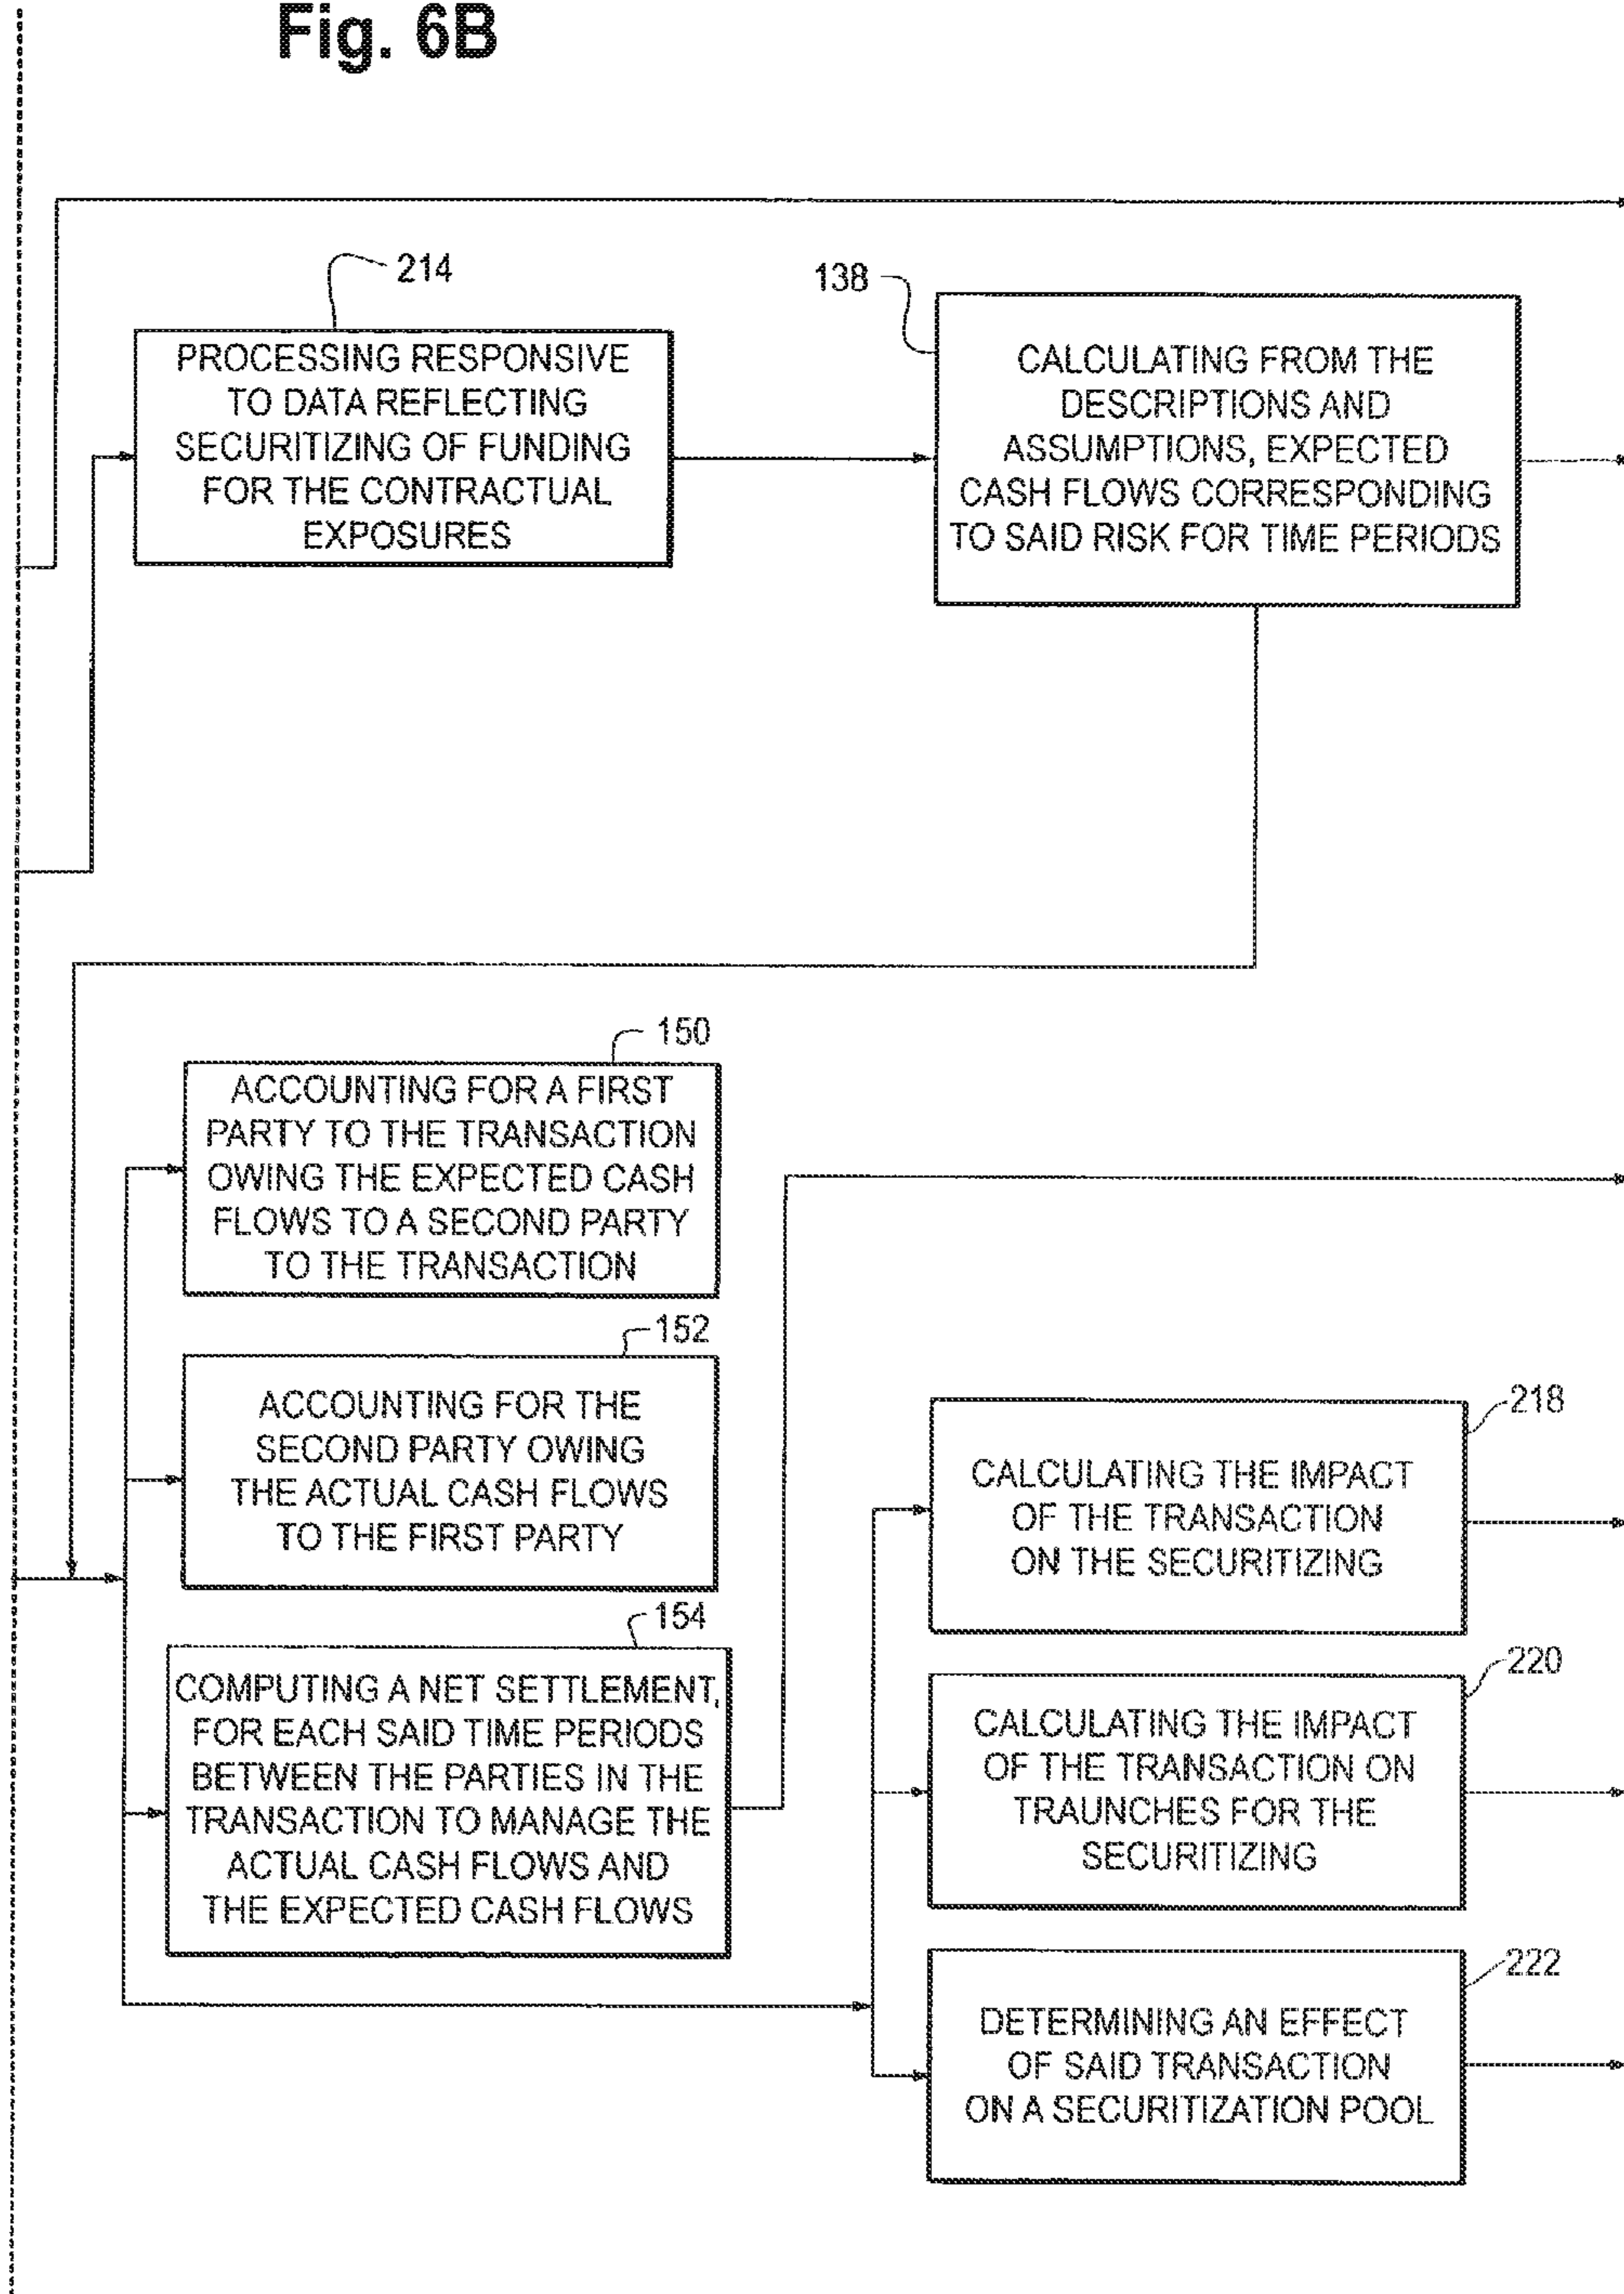 Fig. 6B
214
PROCESSING RESPONSIVE
TO DATA REFLECTING
SECURITIZING OF FUNDING
FOR THE CONTRACTUAL
EXPOSURES
138
CALCULATING FROM THE
DESCRIPTIONS AND
ASSUMPTIONS, EXPECTED
CASH FLOWS CORRESPONDING
TO SAID RISK FOR TIME PERIODS
150
ACCOUNTING FOR A FIRST
PARTY TO THE TRANSACTION
OWING THE EXPECTED CASH
FLOWS TO A SECOND PARTY
TO THE TRANSACTION
152
ACCOUNTING FOR THE
SECOND PARTY OWING
THE ACTUAL CASH FLOWS
TO THE FIRST PARTY
154
COMPUTING A NET SETTLEMENT,
FOR EACH SAID TIME PERIODS
BETWEEN THE PARTIES IN THE
TRANSACTION TO MANAGE THE
ACTUAL CASH FLOWS AND
THE EXPECTED CASH FLOWS
218
CALCULATING THE IMPACT
OF THE TRANSACTION
ON THE SECURITIZING
220
CALCULATING THE IMPACT
OF THE TRANSACTION ON
TRAUNCHES FOR THE
SECURITIZING
222
DETERMINING AN EFFECT
OF SAID TRANSACTION
ON A SECURITIZATION POOL